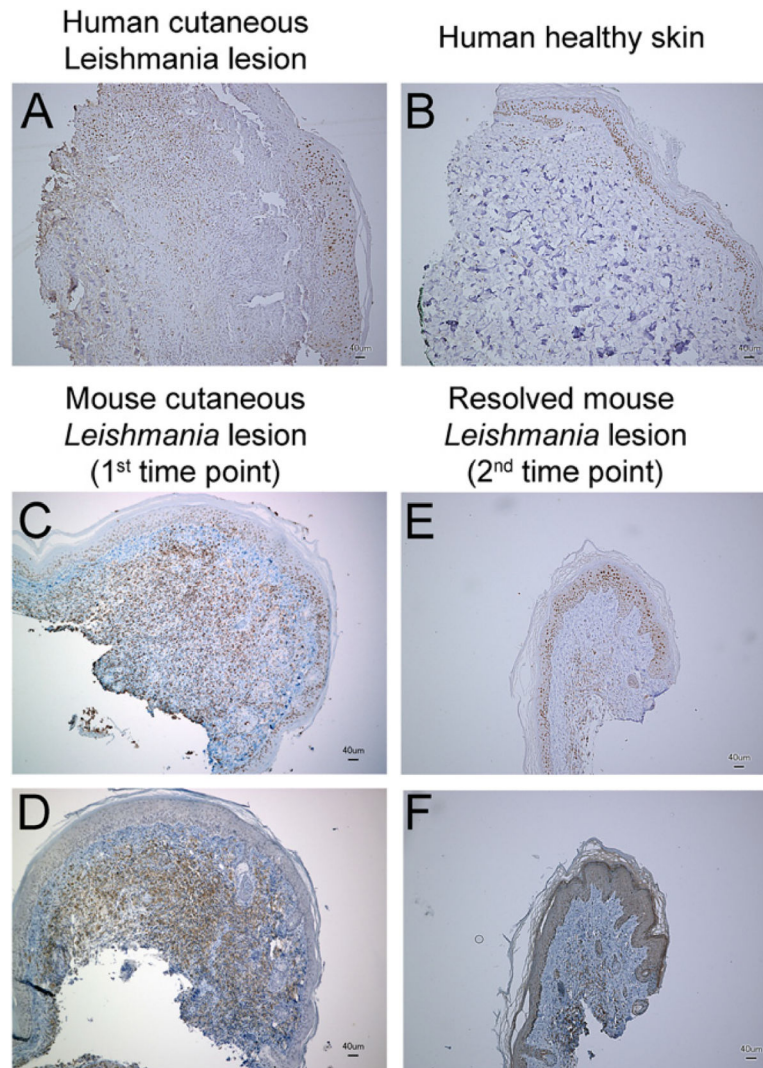 Human cutaneous
Leishmania lesion
Human healthy skin
A
40um
B
40um
Mouse cutaneous
Leishmania lesion
(1st time point)
Resolved mouse
Leishmania lesion
(2nd time point)
C
40um
E
40um
D
40um
F
40um